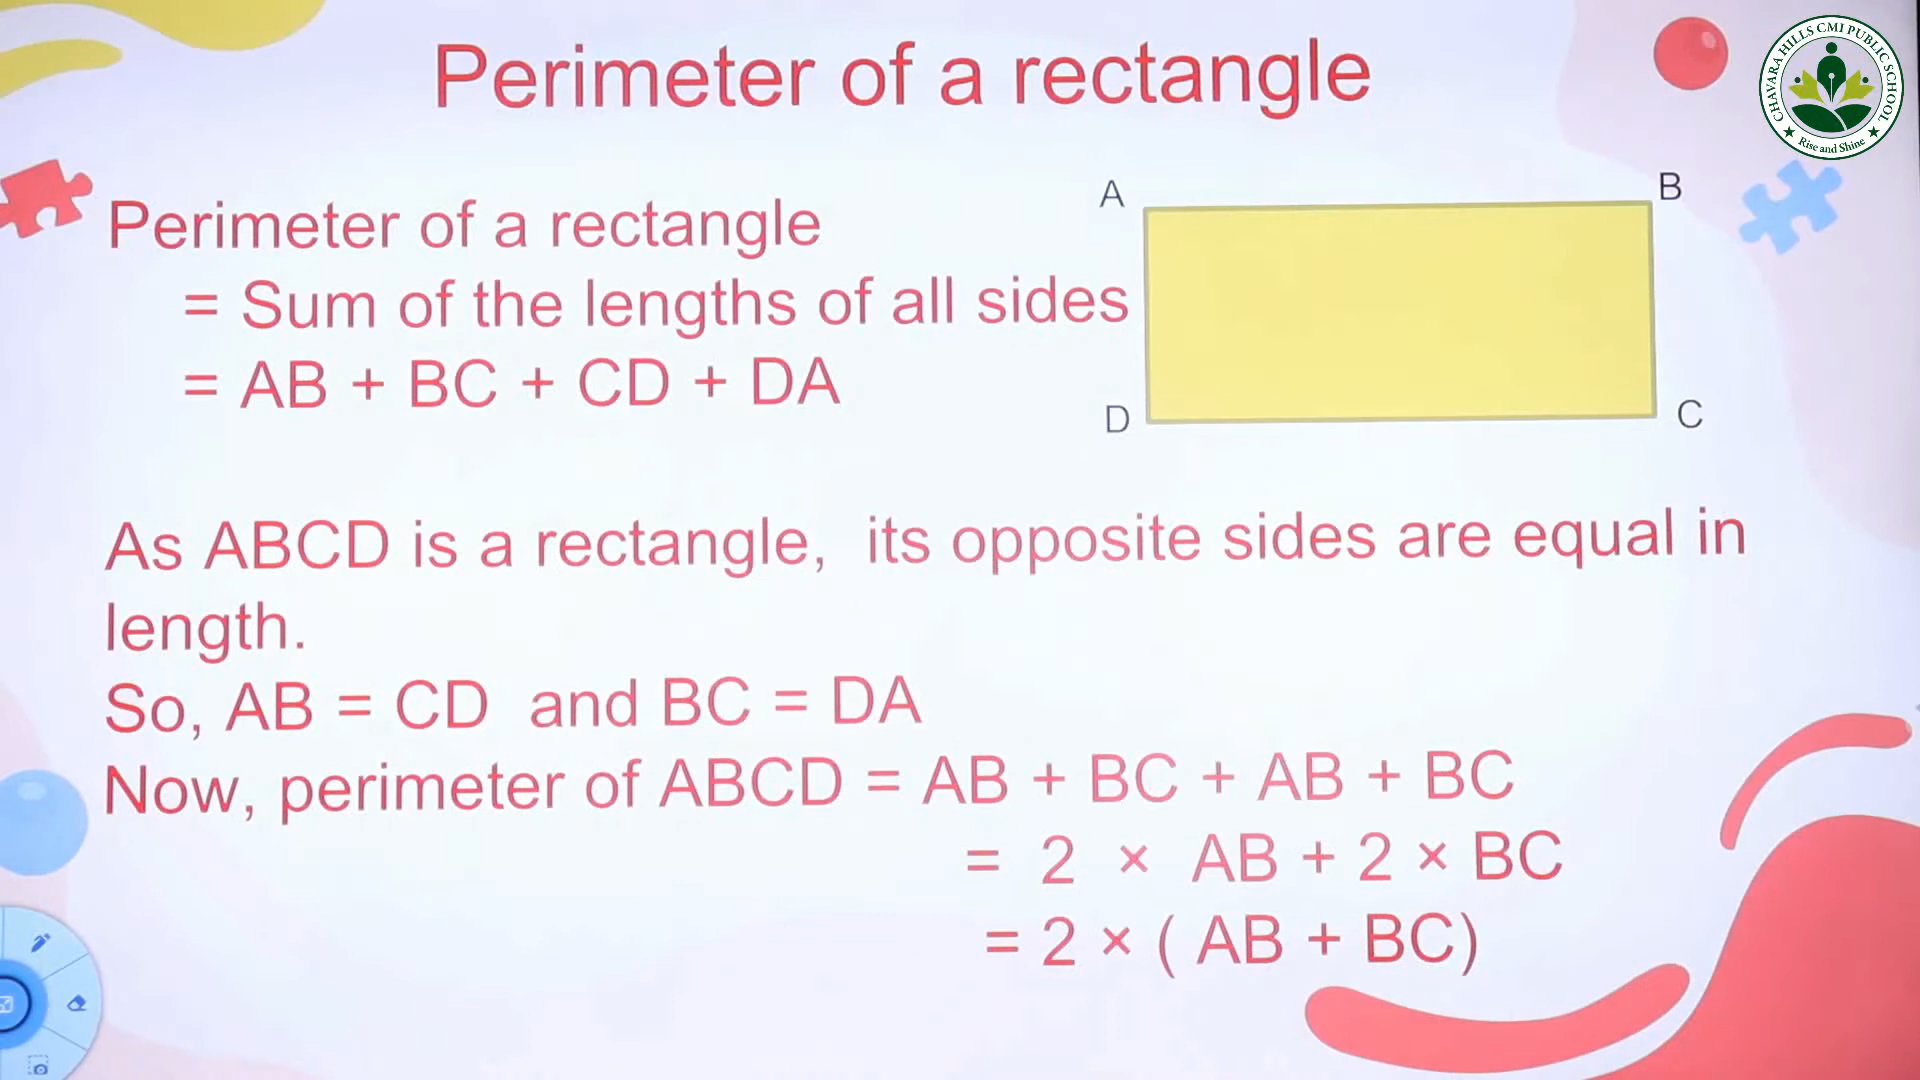 Perimeter of a rectangle
CHAVARA HILLS CMI PUBLIC SCHOOL
Rise and Shine
A
B
Perimeter of a rectangle
= Sum of the lengths of all sides
= AB + BC + CD + DA
D
C
As ABCD is a rectangle, its opposite sides are equal in
length.
So, AB = CD and BC = DA
Now, perimeter of ABCD = AB + BC + AB + BC
= 2 × AB + 2 × BC
= 2 × ( AB + BC)